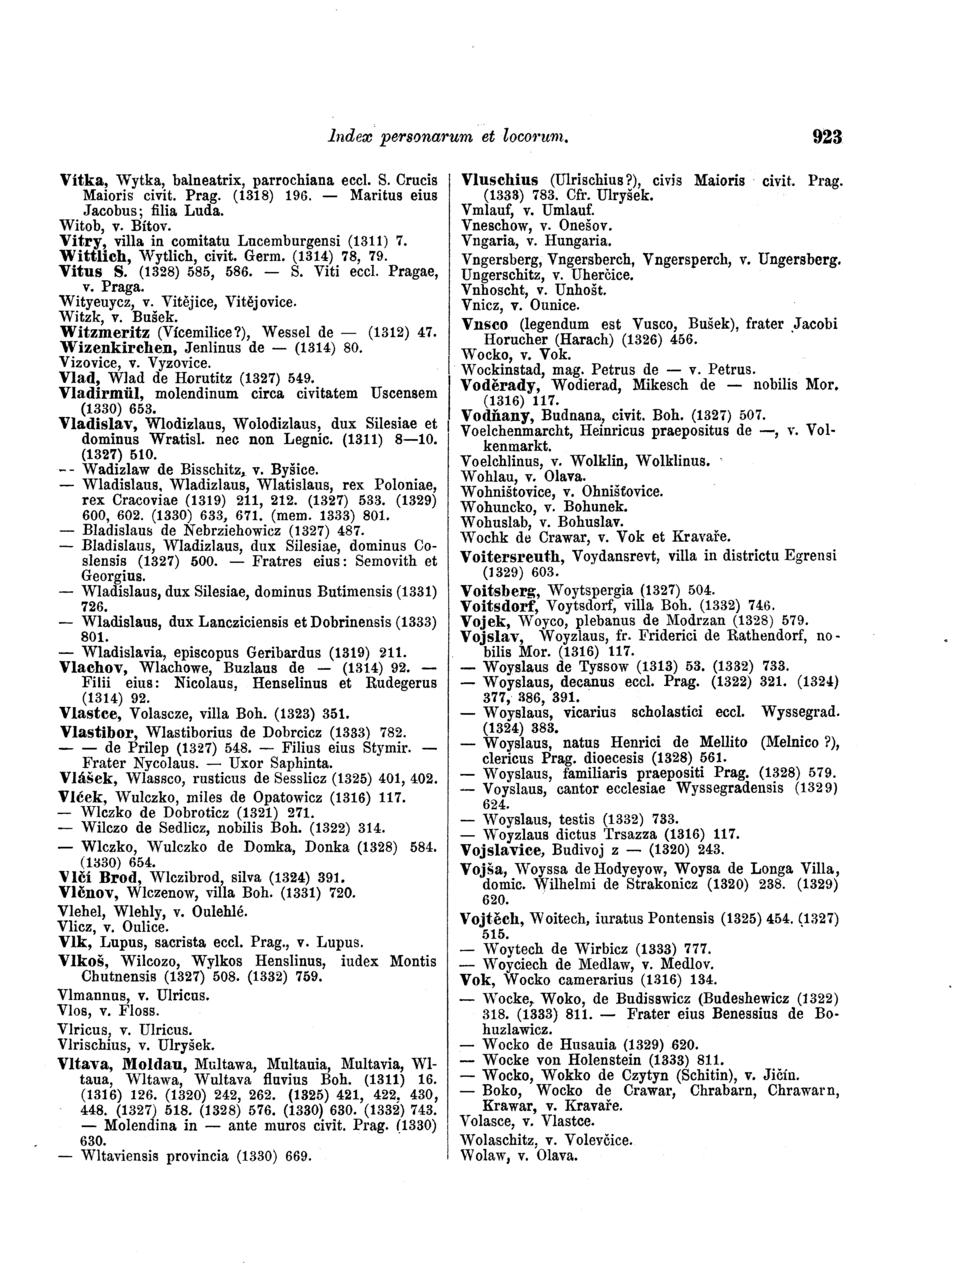 Index personarum et locorum.
923
Vítka, Wytka, balneatrix, parrochiana eccl. S. Crucis
Maioris civit. Prag. (1318) 196. — Maritus eius
Jacobus; filia Luda.
Witob, v. Bítov.
Vitry, villa in comitatu Lucemburgensi (1311) 7.
Wittlich, Wytlich, civit. Germ. (1314) 78, 79.
Vitus S. (1328) 585, 586. — S. Viti eccl. Pragae,
v. Praga.
Wityeuycz, v. Vitějice, Vitějovice.
Witzk, v. Bušek.
Witzmeritz (Vícemilice?), Wessel de — (1312) 47.
Wizenkirchen, Jenlinus de — (1314) 80.
Vizovice, v. Vyzovice.
Vlad, Wlad de Horutitz (1327) 549.
Vladirmül, molendinum circa civitatem Uscensem
(1330) 653.
Vladislav, Wlodizlaus, Wolodizlaus, dux Silesiae et
dominus Wratisl. nec non Legnic. (1311) 8—10.
(1327) 510.
-- Wadizlaw de Bisschitz, v. Byšice.
— Wladislaus, Wladizlaus, Wlatislaus, rex Poloniae,
rex Cracoviae (1319) 211, 212. (1327) 533. (1329)
600, 602. (1330) 633, 671. (mem. 1333) 801.
— Bladislaus de Nebrziehowicz (1327) 487.
— Bladislaus, Wladizlaus, dux Silesiae, dominus Co-
slensis (1327) 500. — Fratres eius: Semovith et
Georgius.
— Wladislaus, dux Silesiae, dominus Butimensis (1331)
726.
— Wladislaus, dux Lancziciensis et Dobrinensis (1333)
801.
— Wladislavia, episcopus Geribardus (1319) 211.
Vlachov, Wlachowe, Buzlaus de — (1314) 92. —
Filii eius: Nicolaus, Henselinus et Rudegerus
(1314) 92.
Vlastce, Volascze, villa Boh. (1323) 351.
Vlastibor, Wlastiborius de Dobrcicz (1333) 782.
— — de Prilep (1327) 548. — Filius eius Stymir. —
Frater Nycolaus. — Uxor Saphinta.
Vlášek, Wlassco, rusticus de Sesslicz (1325) 401, 402.
Vlček, Wulczko, miles de Opatowicz (1316) 117.
— Wlczko de Dobroticz (1321) 271.
— Wilczo de Sedlicz, nobilis Boh. (1322) 314.
— Wlczko, Wulczko de Domka, Donka (1328) 584.
(1330) 654.
Vlčí Brod, Wlczibrod, silva (1324) 391.
Vlčnov, Wlczenow, villa Boh. (1331) 720.
Vlehel, Wlehly, v. Oulehlé.
Vlicz, v. Oulice.
Vlk, Lupus, sacrista eccl. Prag., v. Lupus.
Vlkoš, Wilcozo, Wylkos Henslinus, iudex Montis
Chutnensis (1327) 508. (1332) 759.
Vlmannus, v. Ulricus.
Vlos, v. Floss.
Vlricus, v. Ulricus.
Vlrischius, v. Ulryšek.
Vltava, Moldau, Multawa, Multauia, Multavia, Wl-
taua, Wltawa, Wultava fluvius Boh. (1311) 16.
(1316) 126. (1320) 242, 262. (1325) 421, 422, 430,
448. (1327) 518. (1328) 576. (1330) 630. (1332) 743.
— Molendina in — ante muros civit. Prag. (1330)
630.
— Wltaviensis provincia (1330) 669.
Vluschius (Ulrischius?), civis Maioris civit. Prag.
(1333) 783. Cfr. Ulryšek.
Vmlauf, v. Umlauf.
Vneschow, v. Onešov.
Vngaria, v. Hungaria.
Vngersberg, Vngersberch, Vngersperch, v. Ungersberg.
Ungerschitz, v. Uherčice.
Vnhoscht, v. Unhošt.
Vnicz, v. Ounice.
Vnsco (legendum est Vusco, Bušek), frater Jacobi
Horucher (Harach) (1326) 456.
Wocko, v. Vok.
Wockinstad, mag. Petrus de — v. Petrus.
Voděrady, Wodierad, Mikesch de — nobilis Mor.
(1316) 117.
Vodňany, Budnana, civit. Boh. (1327) 507.
Voelchenmarcht, Heinricus praepositus de —, v. Vol-
kenmarkt.
Voelchlinus, v. Wolklin, Wolklinus.
Wohlau, v. Olava.
Wohništovice, v. Ohnišťovice.
Wohuncko, v. Bohunek.
Wohuslab, v. Bohuslav.
Wochk de Crawar, v. Vok et Kravaře.
Voitersreuth, Voydansrevt, villa in districtu Egrensi
(1329) 603.
Voitsberg, Woytspergia (1327) 504.
Voitsdorf, Voytsdorf, villa Boh. (1332) 746.
Vojek, Woyco, plebanus de Modrzan (1328) 579.
Vojslav, Woyzlaus, fr. Friderici de Rathendorf, no-
bilis Mor. (1316) 117.
— Woyslaus de Tyssow (1313) 53. (1332) 733.
— Woyslaus, decanus eccl. Prag. (1322) 321. (1324)
377, 386, 391.
— Woyslaus, vicarius scholastici eccl. Wyssegrad.
(1324) 383.
— Woyslaus, natus Henrici de Mellito (Melnico ?),
clericus Prag. dioecesis (1328) 561.
— Woyslaus, familiaris praepositi Prag. (1328) 579.
— Voyslaus, cantor ecclesiae Wyssegradensis (1329)
624.
— Woyslaus, testis (1332) 733.
— Woyzlaus dictus Trsazza (1316) 117.
Vojslavice, Budivoj z — (1320) 243.
Vojša, Woyssa de Hodyeyow, Woysa de Longa Villa,
domic. Wilhelmi de Strakonicz (1320) 238. (1329)
620.
Vojtěch, Woitech, iuratus Pontensis (1325) 454. (1327)
515.
— Woytech de Wirbicz (1333) 777.
— Woyciech de Medlaw, v. Medlov.
Vok, Wocko camerarius (1316) 134.
— Wocke, Woko, de Budisswicz (Budeshewicz (1322)
318. (1333) 811. — Frater eius Benessius de Bo-
huzlawicz.
— Wocko de Husauia (1329) 620.
— Wocke von Holenstein (1333) 811.
— Wocko, Wokko de Czytyn (Schitin), v. Jičín.
— Boko, Wocko de Crawar, Chrabarn, Chrawarn,
Krawar, v. Kravaře.
Volasce, v. Vlastce.
Wolaschitz, v. Volevčice.
Wolaw, v. Olava.